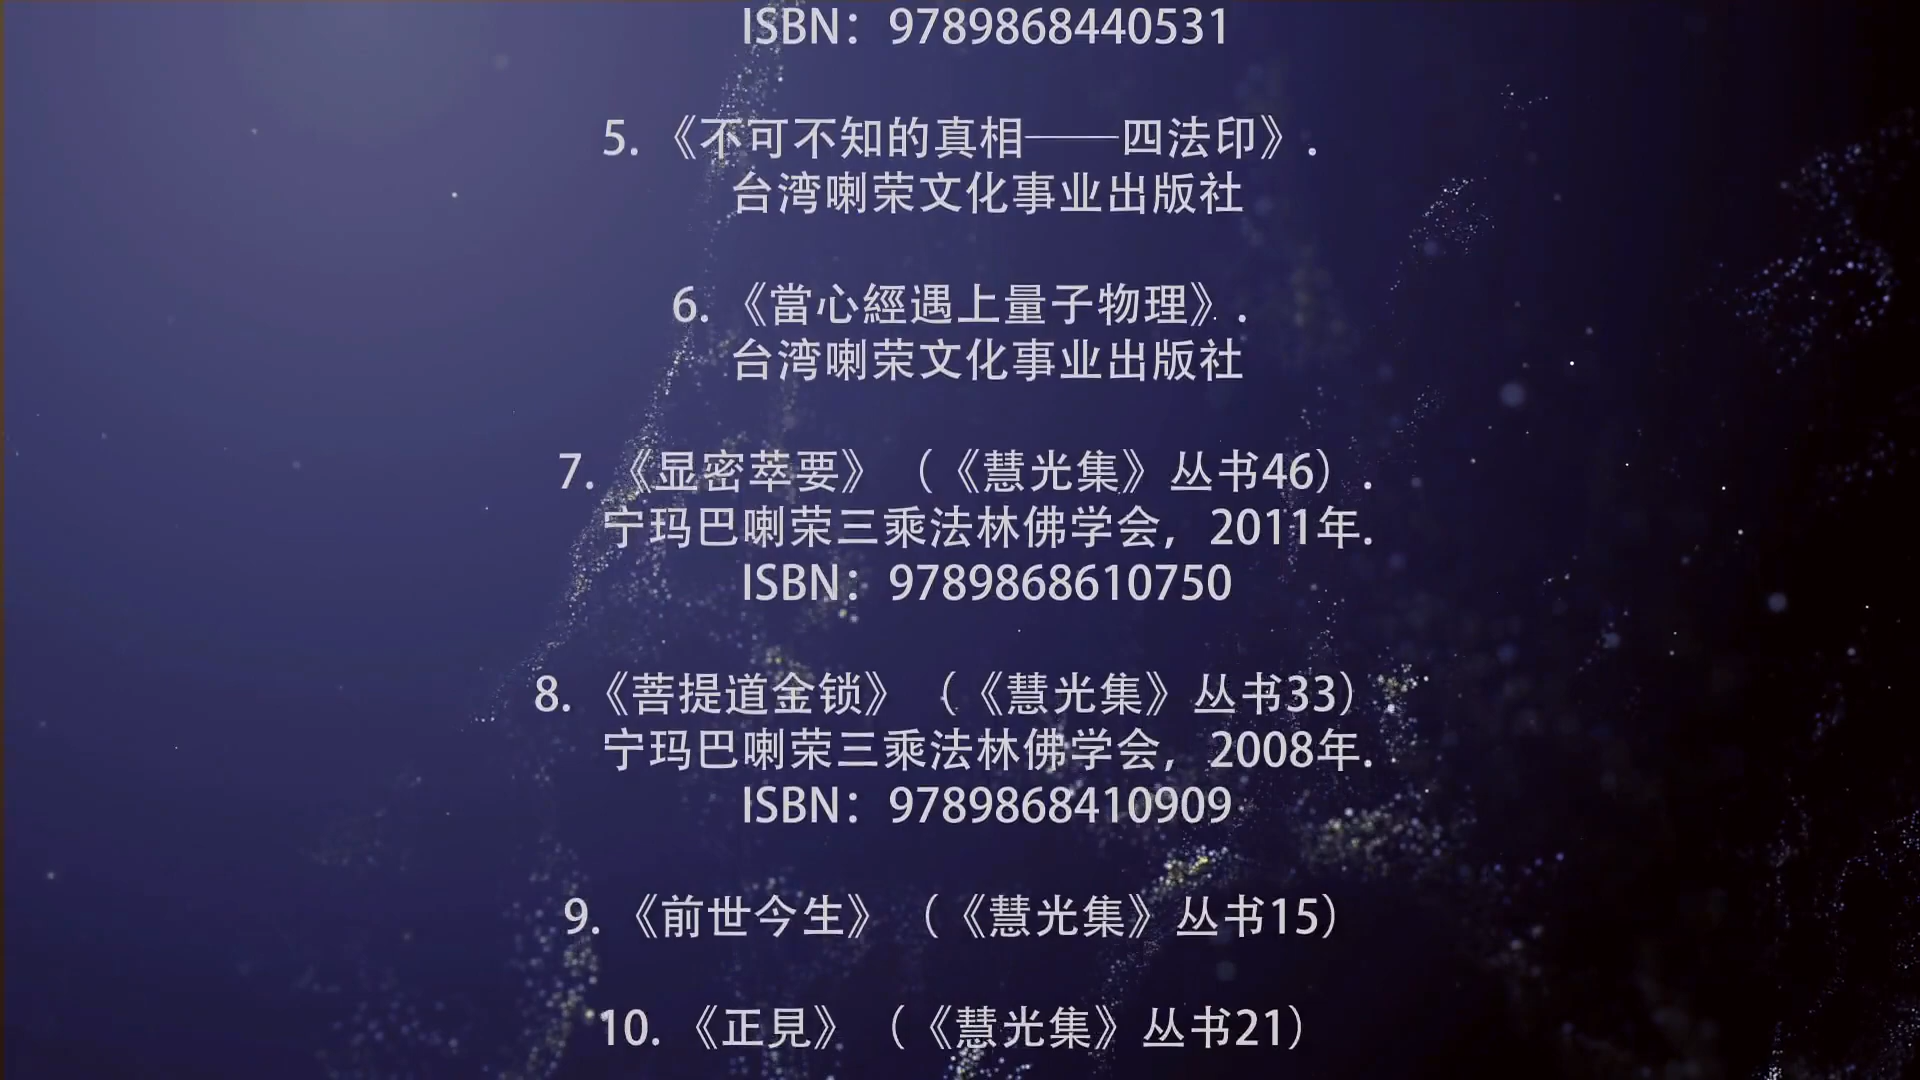 ISBN：9789868440531
5. 《不可不知的真相——四法印》.
台湾喇荣文化事业出版社
6. 《當心經遇上量子物理》.
台湾喇荣文化事业出版社
7. 《显密萃要》（《慧光集》丛书46）.
宁玛巴喇荣三乘法林佛学会，2011年.
ISBN：9789868610750
8. 《菩提道金锁》（《慧光集》丛书33）
宁玛巴喇荣三乘法林佛学会，2008年.
ISBN：9789868410909
9. 《前世今生》（《慧光集》丛书15）
10. 《正見》（《慧光集》丛书21）